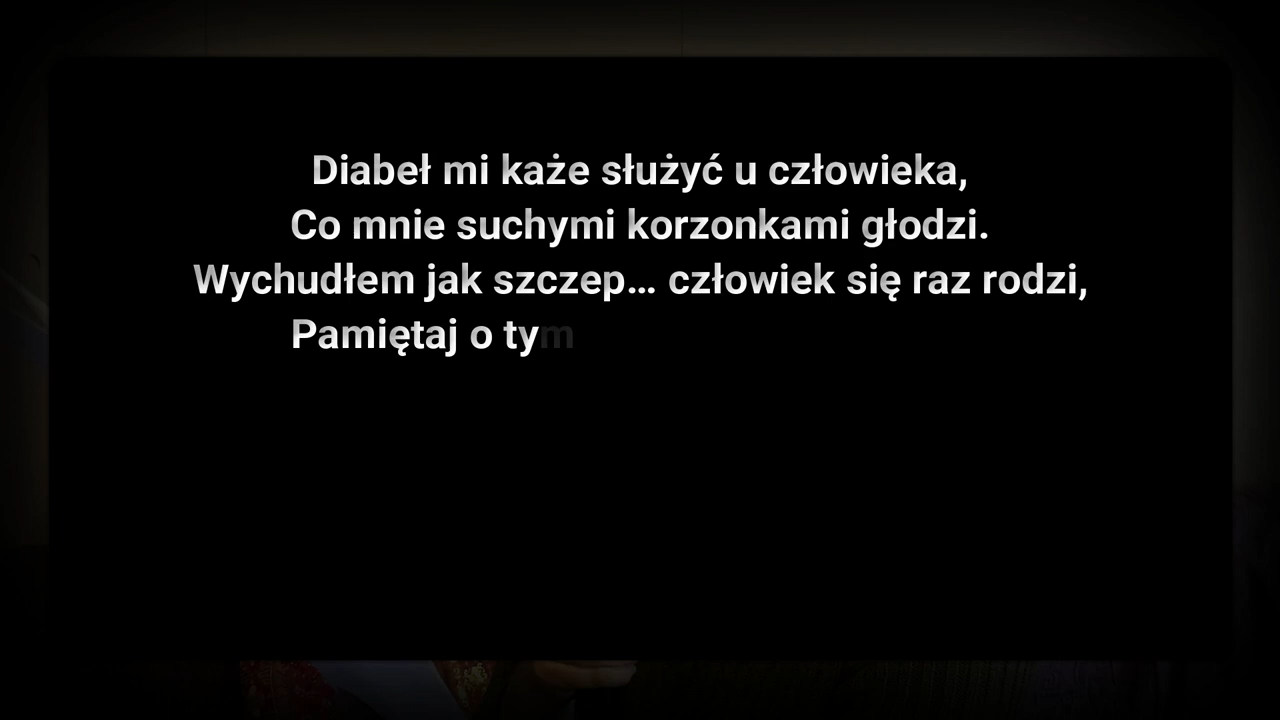 Diabeł mi każe służyć u człowieka,
Co mnie suchymi korzonkami głodzi.
Wychudłem jak szczep... człowiek się raz rodzi,
Pamiętaj o tym